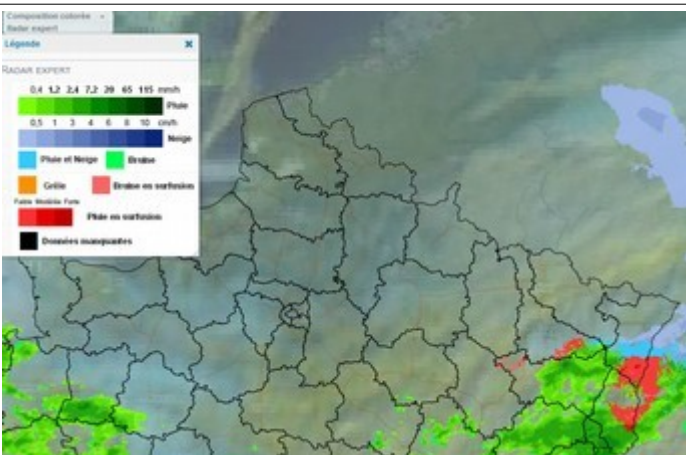 Composition colorée
Radar expert
Légende ×
RADAR EXPERT
0,4 1,2 2,4 7,2 20 65 115 mm/h
Pluie
0,5 1 3 4 6 8 10 cm/h
Neige
Pluie et Neige Bruine
Grêle Bruine en surfusion
Faible Modérée Forte
Pluie en surfusion
Données manquantes